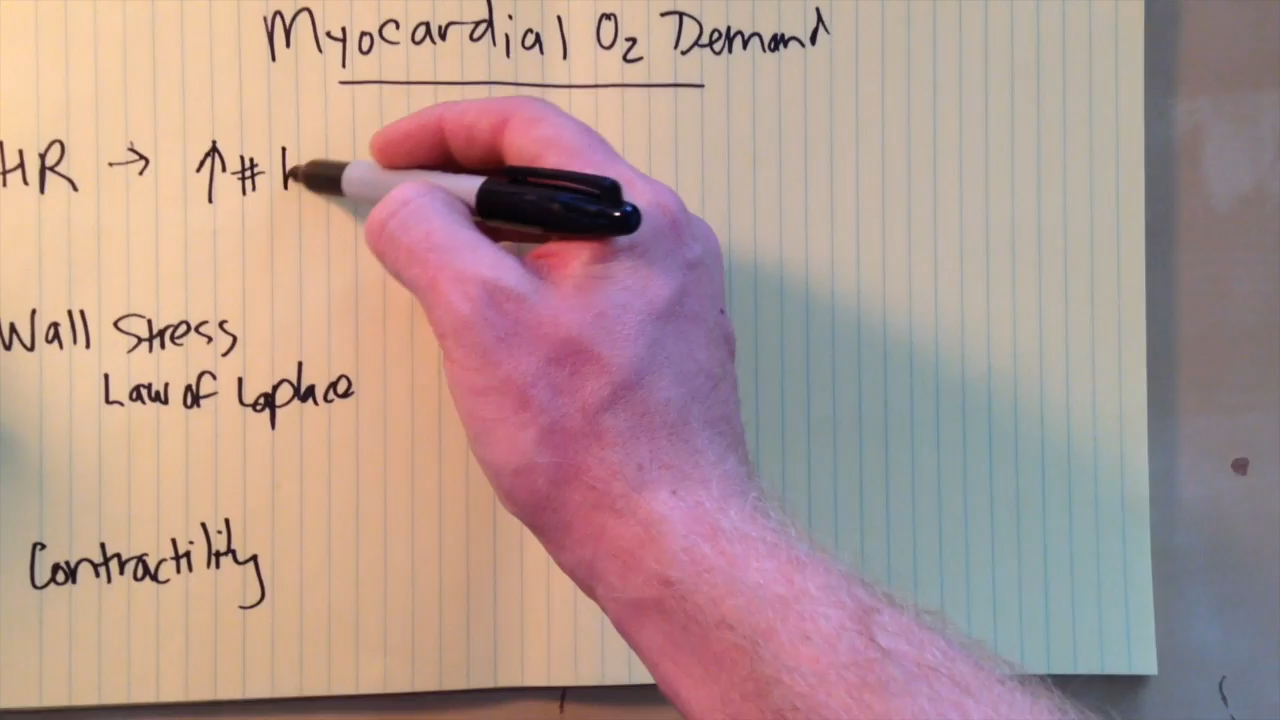 Myocardial O2 Demand
HR → ↑ #
Wall Stress
Law of Laplace
Contractility